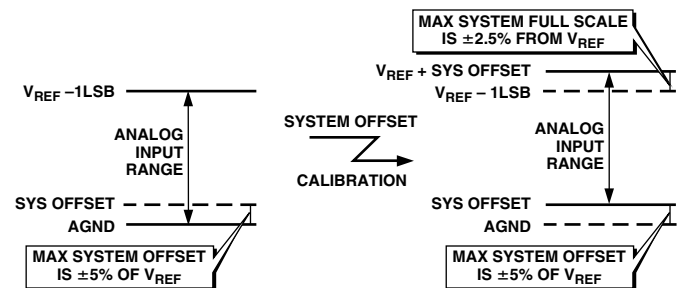 MAX SYSTEM FULL SCALE
IS ±2.5% FROM VREF
VREF + SYS OFFSET
VREF – 1LSB
VREF –1LSB
SYSTEM OFFSET
CALIBRATION
ANALOG
INPUT
RANGE
ANALOG
INPUT
RANGE
SYS OFFSET
AGND
SYS OFFSET
AGND
MAX SYSTEM OFFSET
IS ±5% OF VREF
MAX SYSTEM OFFSET
IS ±5% OF VREF